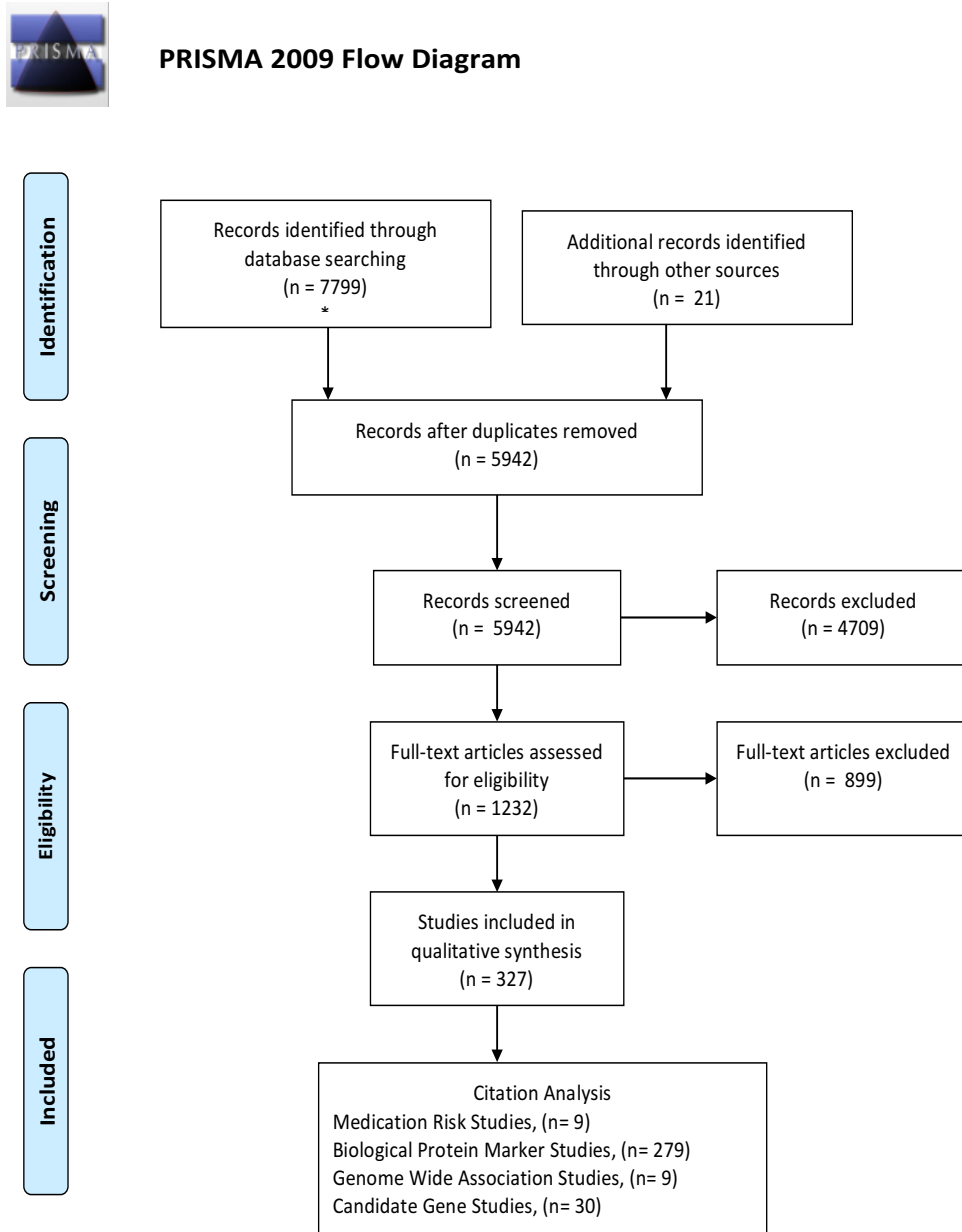 PRISMA
PRISMA 2009 Flow Diagram
Identification
Records identified through
database searching
(n = 7799)
*
Additional records identified
through other sources
(n = 21)
Records after duplicates removed
(n = 5942)
Screening
Records screened
(n = 5942)
Records excluded
(n = 4709)
Eligibility
Full-text articles assessed
for eligibility
(n = 1232)
Full-text articles excluded
(n = 899)
Studies included in
qualitative synthesis
(n = 327)
Included
Citation Analysis
Medication Risk Studies, (n= 9)
Biological Protein Marker Studies, (n= 279)
Genome Wide Association Studies, (n= 9)
Candidate Gene Studies, (n= 30)